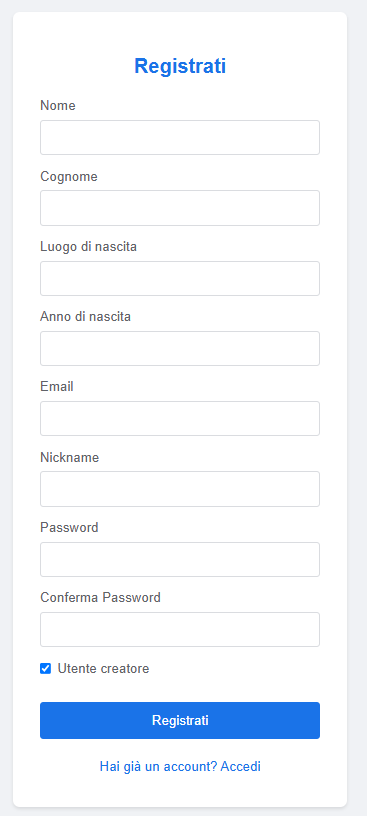 Registrati
Nome
Cognome
Luogo di nascita
Anno di nascita
Email
Nickname
Password
Conferma Password
Utente creatore
Registrati
Hai già un account? Accedi